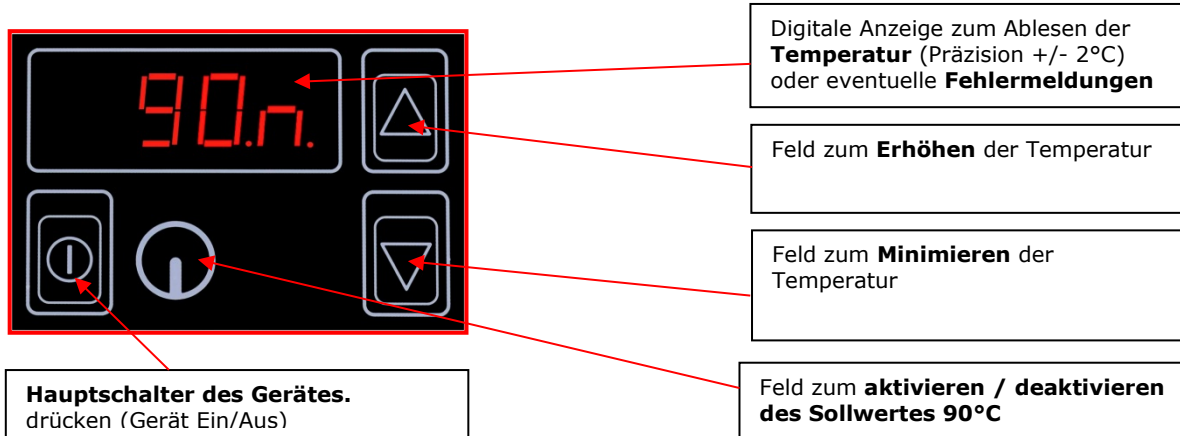 90.n.
Digitale Anzeige zum Ablesen der
Temperatur (Präzision +/- 2°C)
oder eventuelle Fehlermeldungen
Feld zum Erhöhen der Temperatur
Feld zum Minimieren der
Temperatur
Hauptschalter des Gerätes.
drücken (Gerät Ein/Aus)
Feld zum aktivieren / deaktivieren
des Sollwertes 90°C